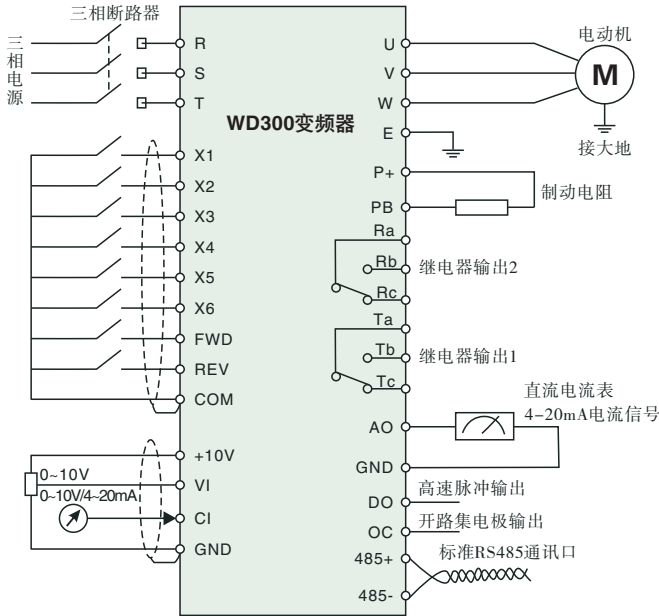 三相断路器
三相电源
R
S
T
WD300变频器
X1
X2
X3
X4
X5
X6
FWD
REV
COM
+10V
0~10V
VI
0~10V/4~20mA
CI
GND
电动机
U
V
W
M
E
接大地
P+
制动电阻
PB
Ra
Rb
继电器输出2
Rc
Ta
Tb
继电器输出1
Tc
直流电流表
4-20mA电流信号
AO
GND
高速脉冲输出
DO
开路集电极输出
OC
标准RS485通讯口
485+
485-